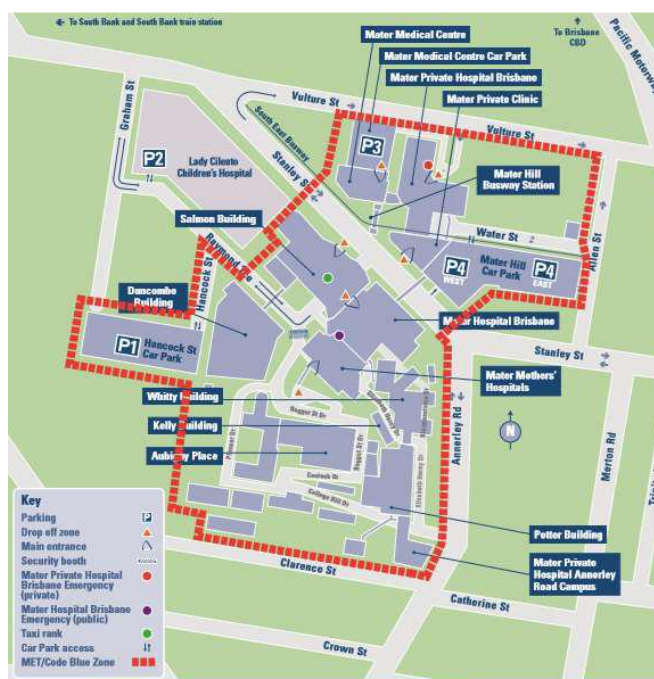 To South Bank and South Bank train station
To Brisbane
CBD
Pacific Motorway
Mater Medical Centre
Mater Medical Centre Car Park
Mater Private Hospital Brisbane
Mater Private Clinic
Graham St
Vulture St
Vulture St
South East Busway
P3
P2
Lady Cilento
Children's Hospital
Stanley St
Mater Hill
Busway Station
Salmon Building
Water St
Raymond Tce
P4
WEST
Mater Hill
Car Park
P4
EAST
Allen St
Hancock St
Duncombe
Building
Mater Hospital Brisbane
P1
Hancock St
Car Park
Stanley St
Mater Mothers'
Hospitals
Whitty Building
Kelly Building
Aubigny Place
Annerley Rd
N
Merton Rd
Potter Building
Mater Private
Hospital Annerley
Road Campus
Clarence St
Catherine St
Crown St
Key
Parking
P
Drop off zone
Main entrance
Security booth
Mater Private Hospital
Brisbane Emergency
(private)
Mater Hospital Brisbane
Emergency (public)
Taxi rank
Car Park access
MET/Code Blue Zone